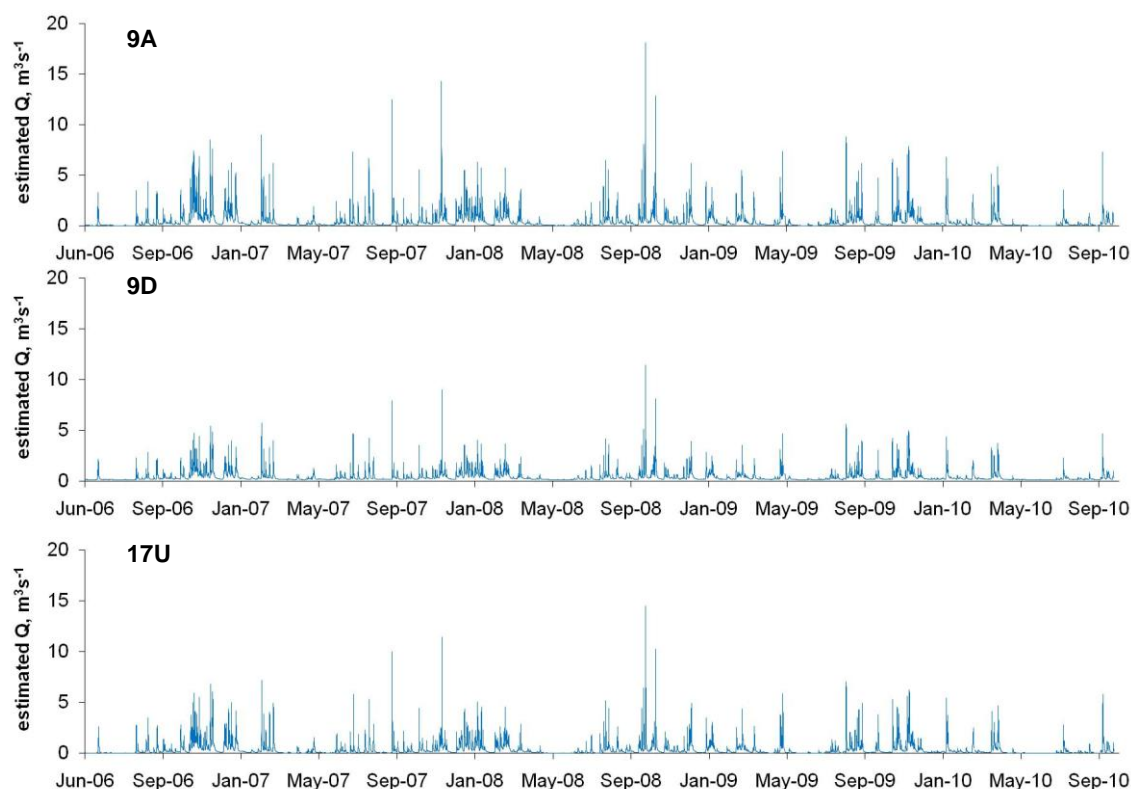 9A
estimated Q, m³s⁻¹
20
15
10
5
0
Jun-06 Sep-06 Jan-07 May-07 Sep-07 Jan-08 May-08 Sep-08 Jan-09 May-09 Sep-09 Jan-10 May-10 Sep-10
9D
estimated Q, m³s⁻¹
20
15
10
5
0
Jun-06 Sep-06 Jan-07 May-07 Sep-07 Jan-08 May-08 Sep-08 Jan-09 May-09 Sep-09 Jan-10 May-10 Sep-10
17U
estimated Q, m³s⁻¹
20
15
10
5
0
Jun-06 Sep-06 Jan-07 May-07 Sep-07 Jan-08 May-08 Sep-08 Jan-09 May-09 Sep-09 Jan-10 May-10 Sep-10